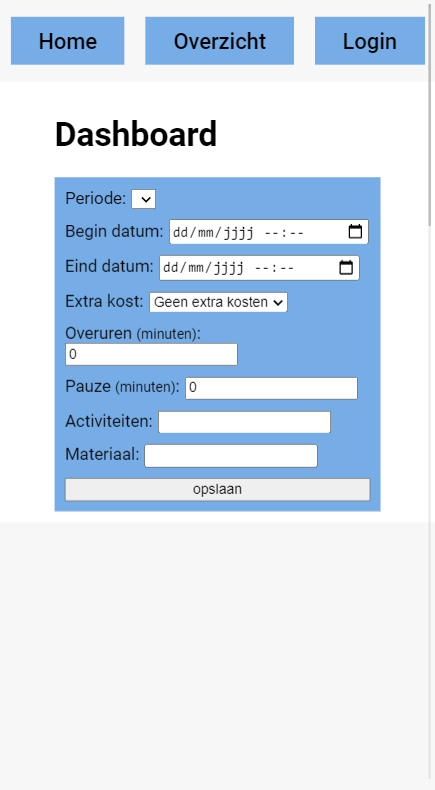 Home Overzicht Login
Dashboard
Periode:
Begin datum: dd/mm/jjjj --:--
Eind datum: dd/mm/jjjj --:--
Extra kost: Geen extra kosten
Overuren (minuten):
0
Pauze (minuten): 0
Activiteiten:
Materiaal:
opslaan